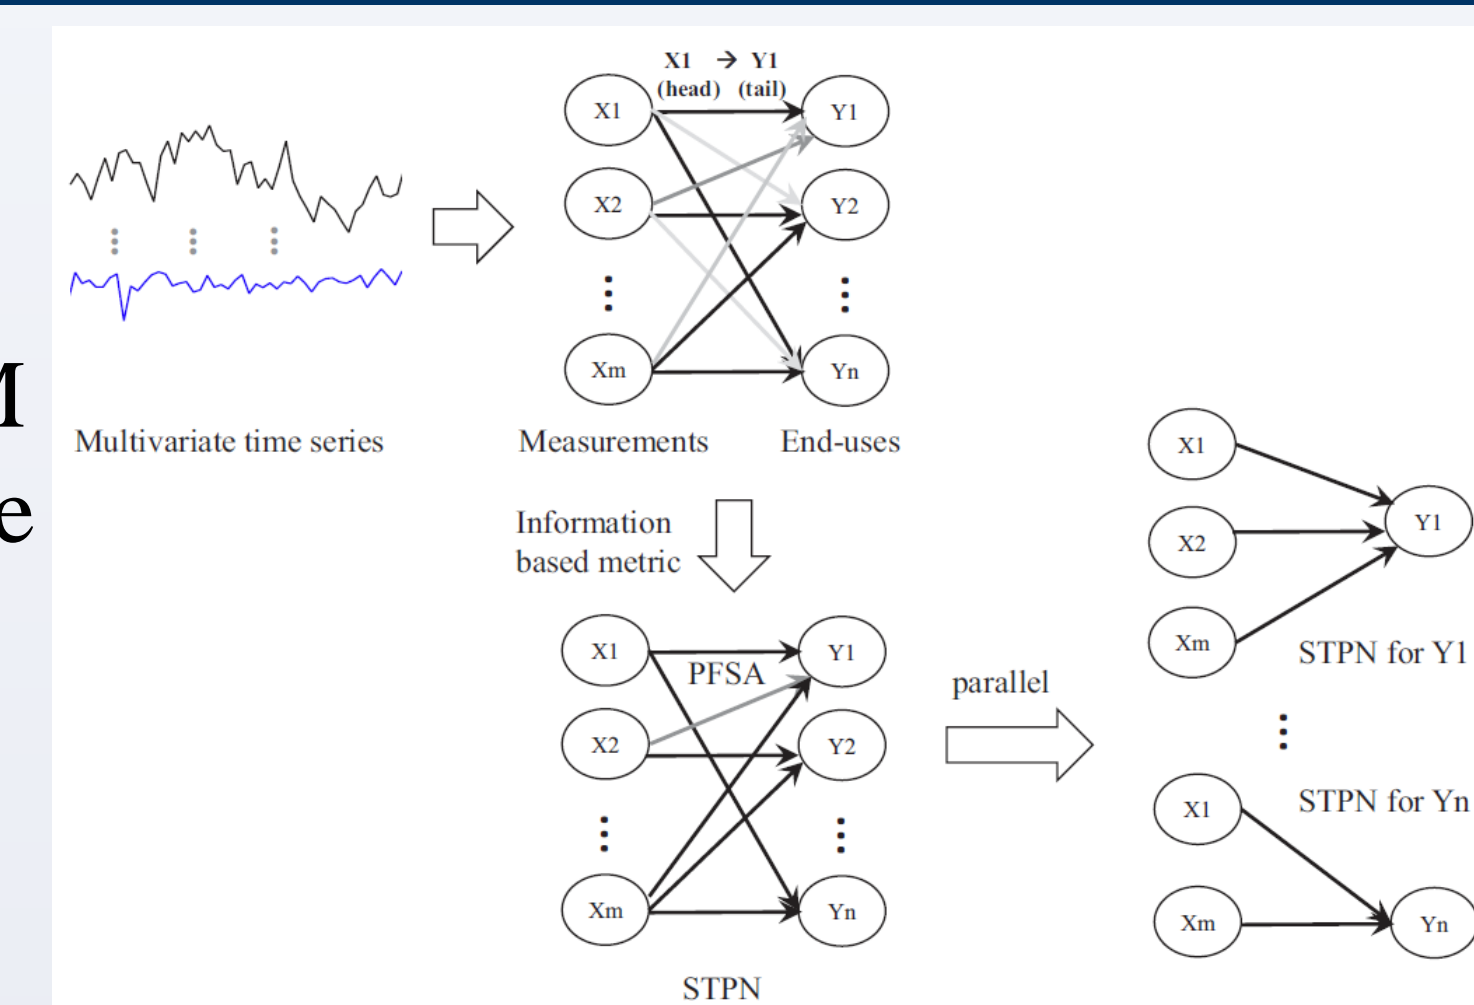 X1 → Y1
(head) (tail)
X1
Y1
X2
Y2
Xm
Yn
M
e
Multivariate time series
Measurements
End-uses
Information
based metric
X1
Y1
PFSA
X2
Y2
Xm
Yn
STPN
parallel
X1
X2
Y1
Xm
STPN for Y1
STPN for Yn
X1
Xm
Yn